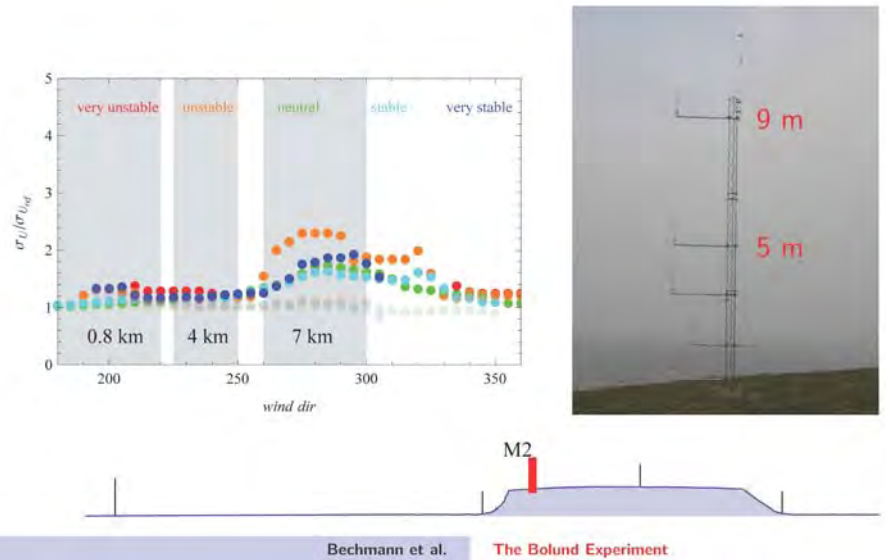 5
4
3
2
1
0
σU/σUref
very unstable unstable neutral stable very stable
0.8 km 4 km 7 km
200 250 300 350
wind dir
9 m
5 m
M2
Bechmann et al. The Bolund Experiment